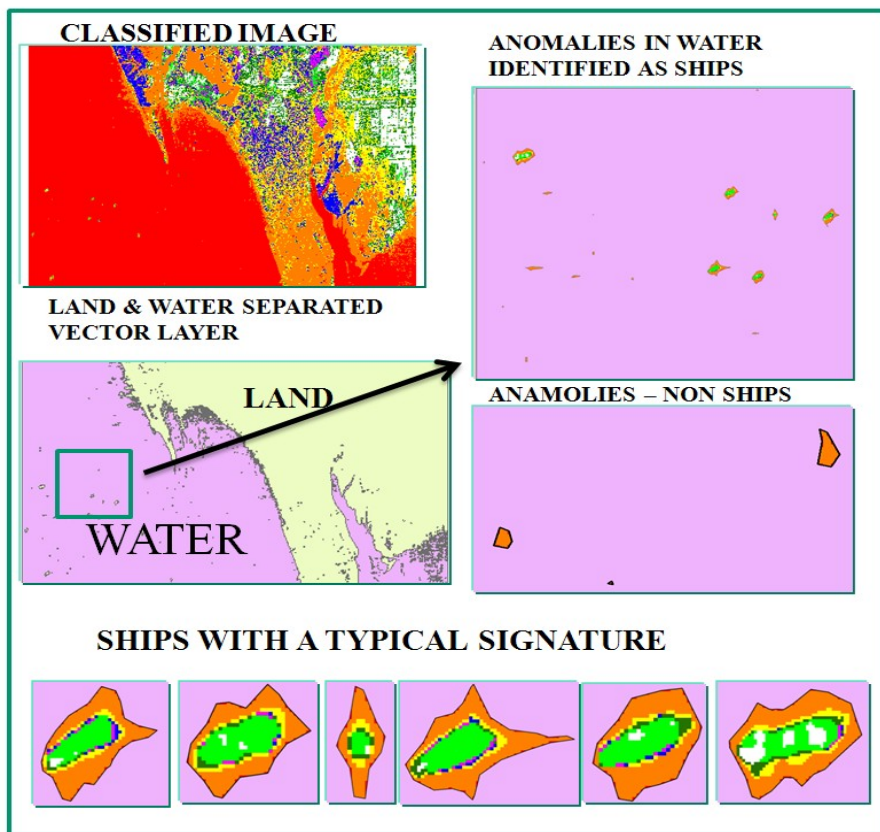 CLASSIFIED IMAGE
ANOMALIES IN WATER
IDENTIFIED AS SHIPS
LAND & WATER SEPARATED
VECTOR LAYER
LAND
WATER
ANAMOLIES – NON SHIPS
SHIPS WITH A TYPICAL SIGNATURE